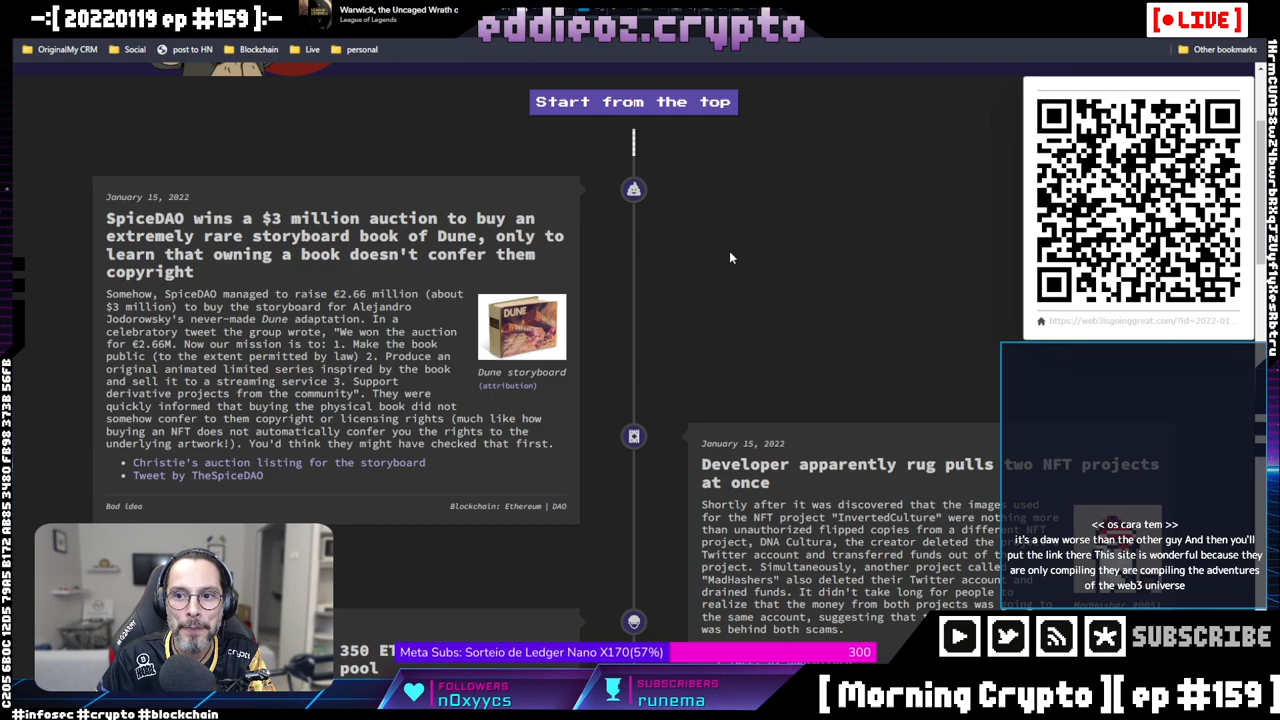 -:[ 20220119 ep #159 ]:-
Warwick, the Uncaged Wrath
League of Legends
eddieoz.crypto
[ • LIVE ]
OriginalMy CRM
Social
post to HN
Blockchain
Live
personal
Other bookmarks
Start from the top
January 15, 2022
SpiceDAO wins a $3 million auction to buy an
extremely rare storyboard book of Dune, only to
learn that owning a book doesn't confer them
copyright
Somehow, SpiceDAO managed to raise €2.66 million (about
$3 million) to buy the storyboard for Alejandro
Jodorowsky's never-made Dune adaptation. In a
celebratory tweet the group wrote, "We won the auction
for €2.66M. Now our mission is to: 1. Make the book
public (to the extent permitted by law) 2. Produce an
original animated limited series inspired by the book
and sell it to a streaming service 3. Support
derivative projects from the community". They were
quickly informed that buying the physical book did not
somehow confer to them copyright or licensing rights (much like how
buying an NFT does not automatically confer you the rights to the
underlying artwork!). You'd think they might have checked that first.
DUNE
Dune storyboard
(attribution)
• Christie's auction listing for the storyboard
• Tweet by TheSpiceDAO
Bad idea
Blockchain: Ethereum | DAO
https://web3isgoinggreat.com/?id=2022-01...
January 15, 2022
Developer apparently rug pulls two NFT projects
at once
Shortly after it was discovered that the images used
for the NFT project "InvertedCulture" were nothing more
than unauthorized flipped copies from a different NFT
project, DNA Cultura, the creator deleted the
Twitter account and transferred funds out of
project. Simultaneously, another project called
"MadHashers" also deleted their Twitter account and
drained funds. It didn't take long for people to
realize that the money from both projects was going to
the same account, suggesting that
was behind both scams.
MadHasher #0051
<< os cara tem >>
it's a daw worse than the other guy And then you'll
put the link there This site is wonderful because they
are only compiling they are compiling the adventures
of the web3 universe
350 ET
pool
Meta Subs: Sorteio de Ledger Nano X170(57%)
300
FOLLOWERS
n0xyycs
SUBSCRIBERS
runema
SUBSCRIBE
[ Morning Crypto ][ ep #159 ]
#infosec #crypto #blockchain